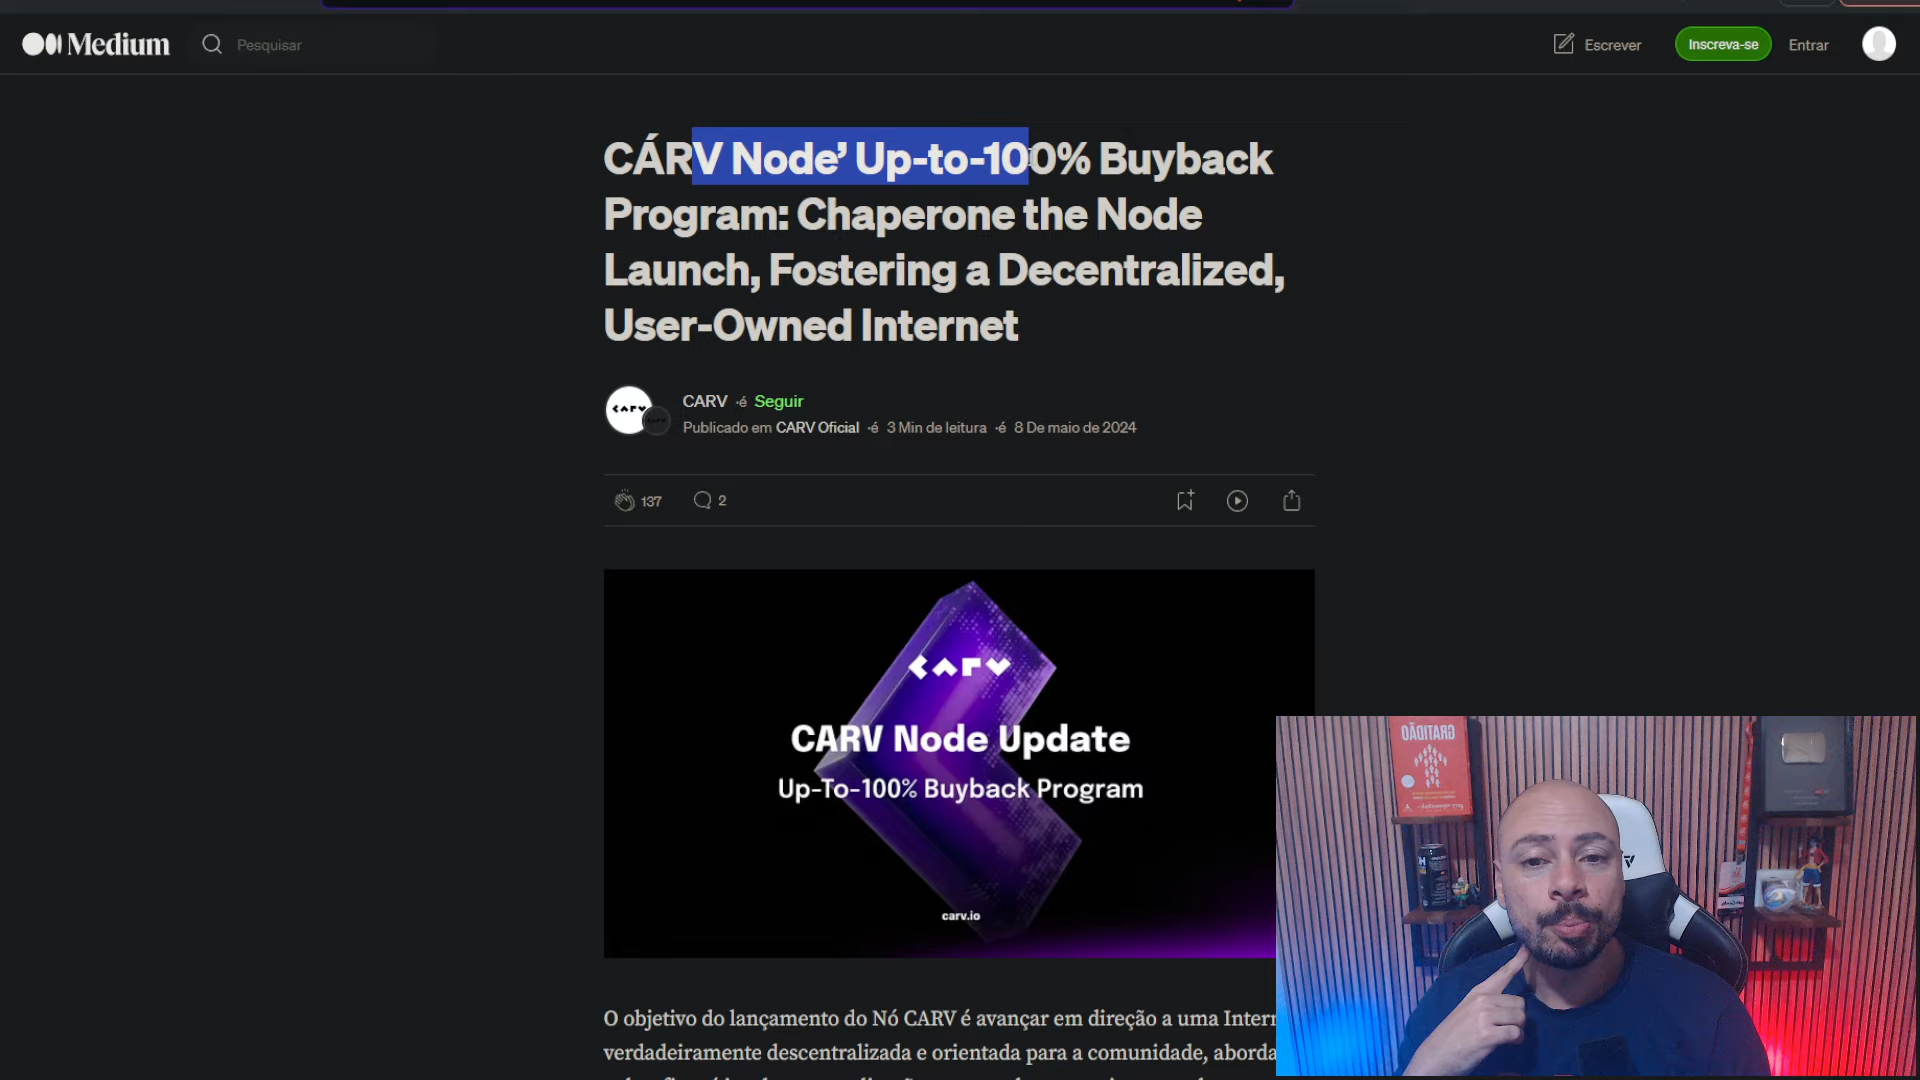 Medium
Pesquisar
Escrever
Inscreva-se
Entrar
CÁRV Node’ Up-to-100% Buyback
Program: Chaperone the Node
Launch, Fostering a Decentralized,
User-Owned Internet
CARV ·é Seguir
Publicado em CARV Oficial ·é 3 Min de leitura ·é 8 De maio de 2024
137
2
carv
CARV Node Update
Up-To-100% Buyback Program
carv.io
O objetivo do lançamento do Nó CARV é avançar em direção a uma Inter
verdadeiramente descentralizada e orientada para a comunidade, aborda
GRATIDÃO